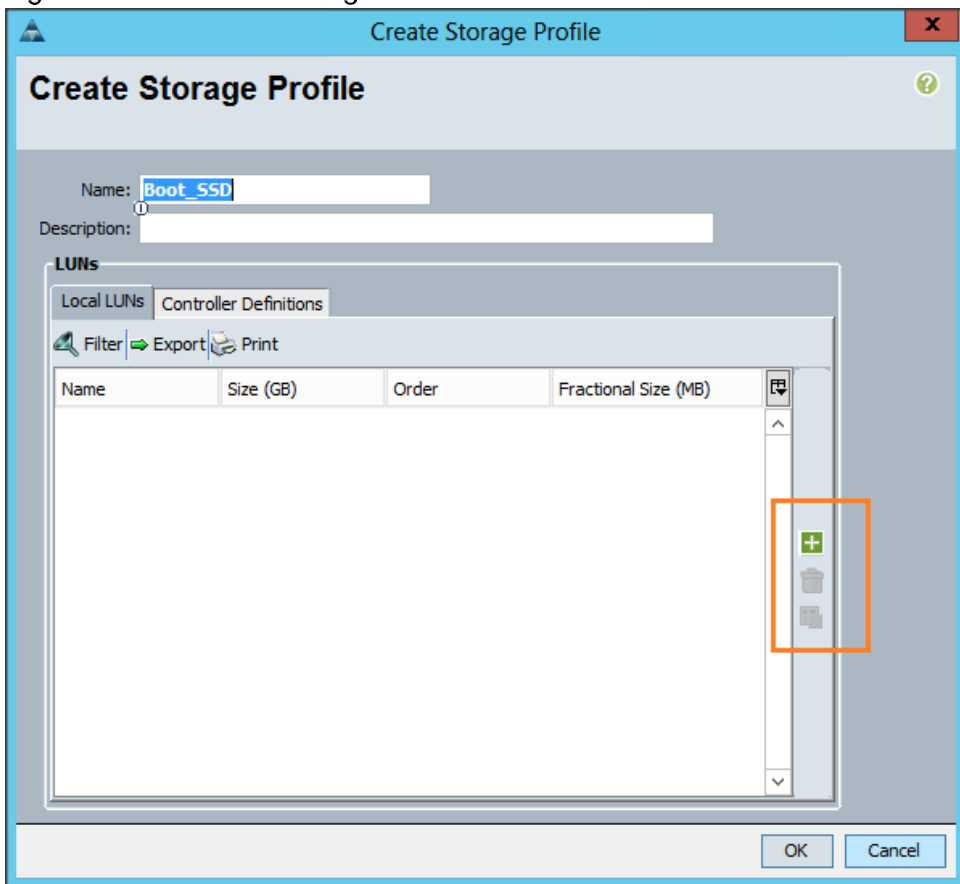 Create Storage Profile
X
Create Storage Profile
?
Name: Boot_SSD
Description:
LUNs
Local LUNs Controller Definitions
Filter Export Print
Name Size (GB) Order Fractional Size (MB)
OK Cancel